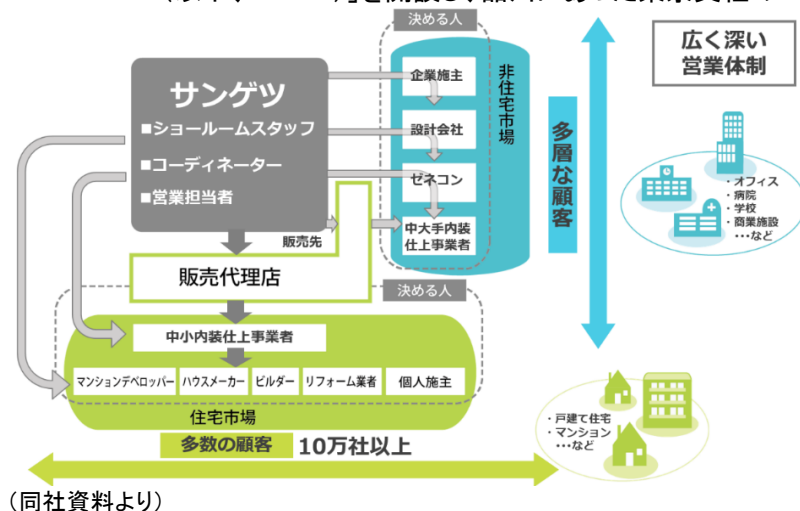 サンゲツ
■ショールームスタッフ
■コーディネーター
■営業担当者
販売先
販売代理店
決める人
企業施主
設計会社
ゼネコン
中大手内装
仕上事業者
非住宅市場
多層な顧客
広く深い
営業体制
・オフィス
・病院
・学校
・商業施設
…など
決める人
中小内装仕上事業者
マンションデベロッパー
ハウスメーカー
ビルダー
リフォーム業者
個人施主
住宅市場
多数の顧客 10万社以上
・戸建て住宅
・マンション
…など
（同社資料より）